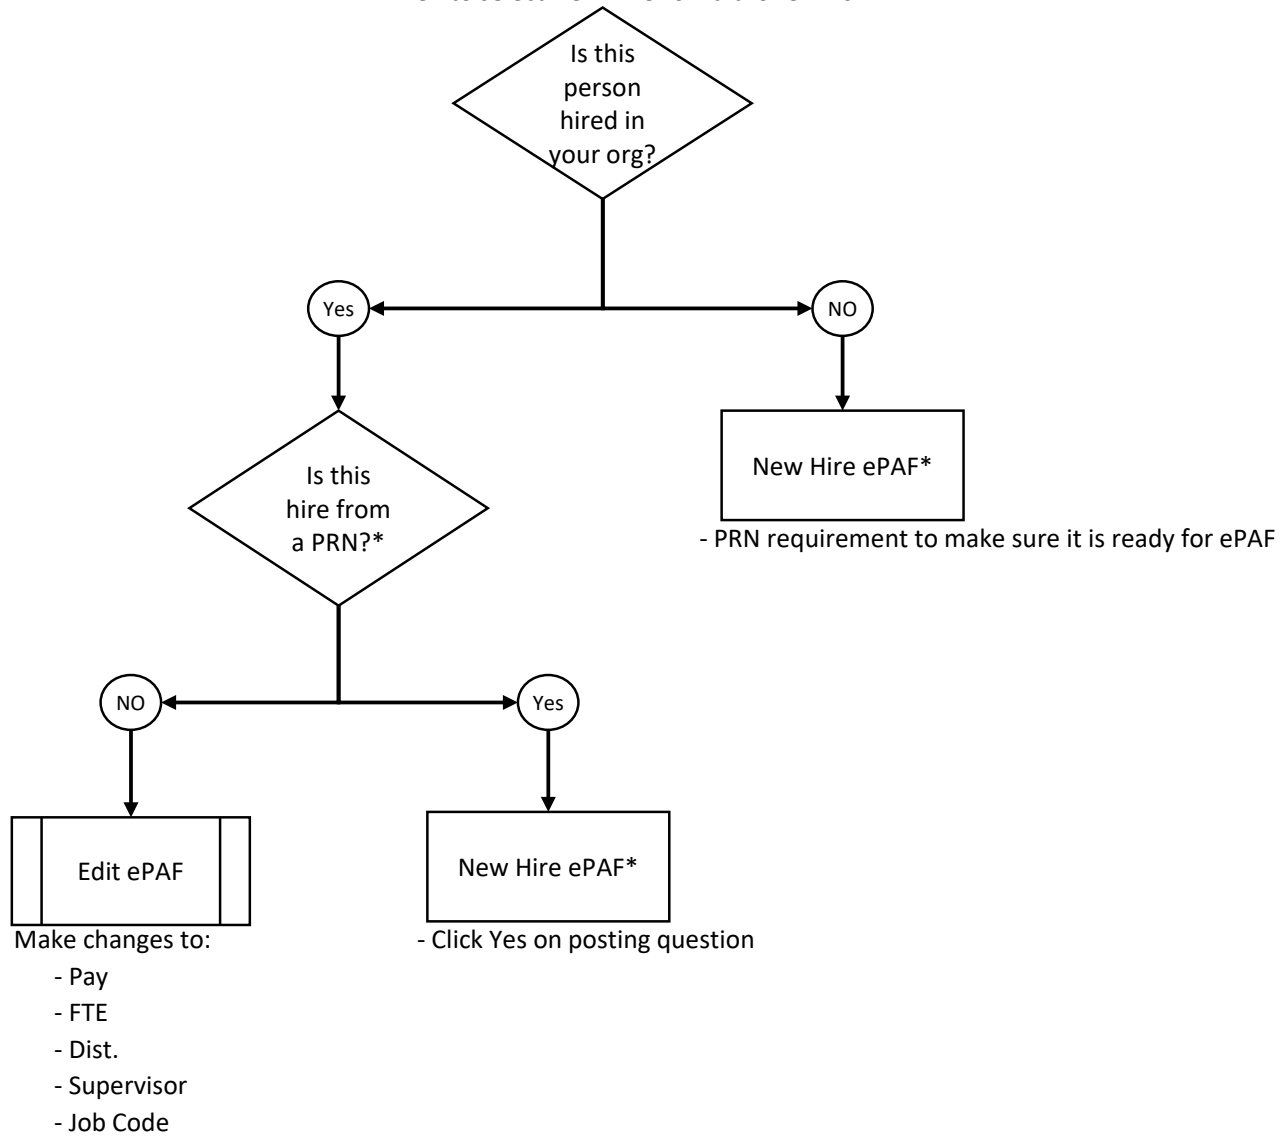 Is this
person
hired in
your org?
Yes
NO
Is this
hire from
a PRN?*
New Hire ePAF*
- PRN requirement to make sure it is ready for ePAF
NO
Yes
Edit ePAF
New Hire ePAF*
Make changes to:
- Click Yes on posting question
- Pay
- FTE
- Dist.
- Supervisor
- Job Code